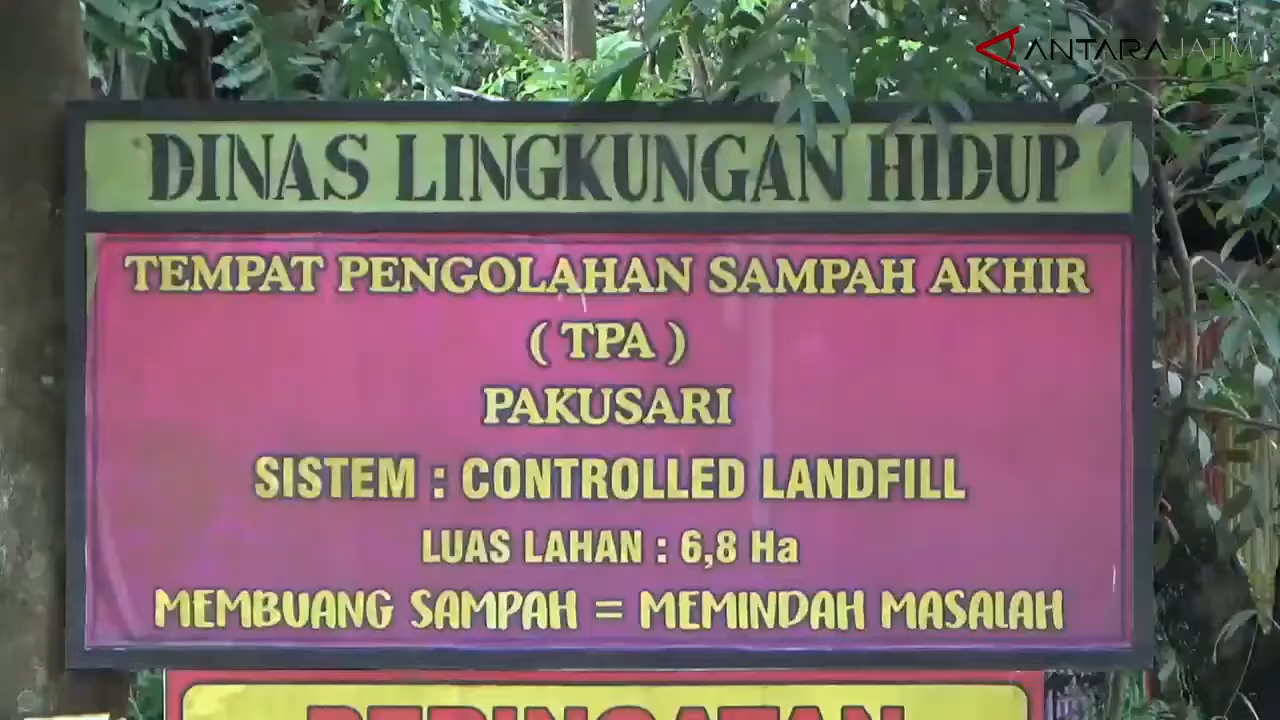 ANTARA JATIM
DINAS LINGKUNGAN HIDUP
TEMPAT PENGOLAHAN SAMPAH AKHIR
( TPA )
PAKUSARI
SISTEM : CONTROLLED LANDFILL
LUAS LAHAN : 6,8 Ha
MEMBUANG SAMPAH = MEMINDAH MASALAH
PERINGATAN